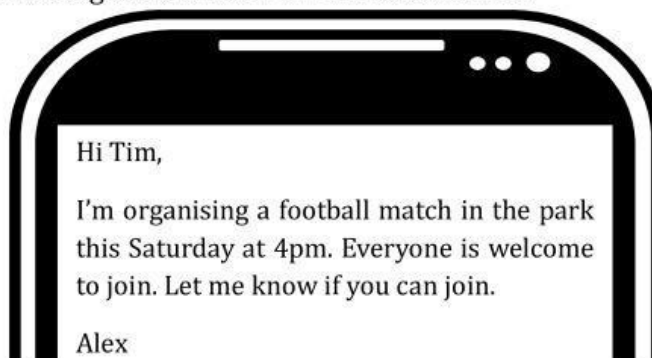 Hi Tim,
I'm organising a football match in the park
this Saturday at 4pm. Everyone is welcome
to join. Let me know if you can join.
Alex